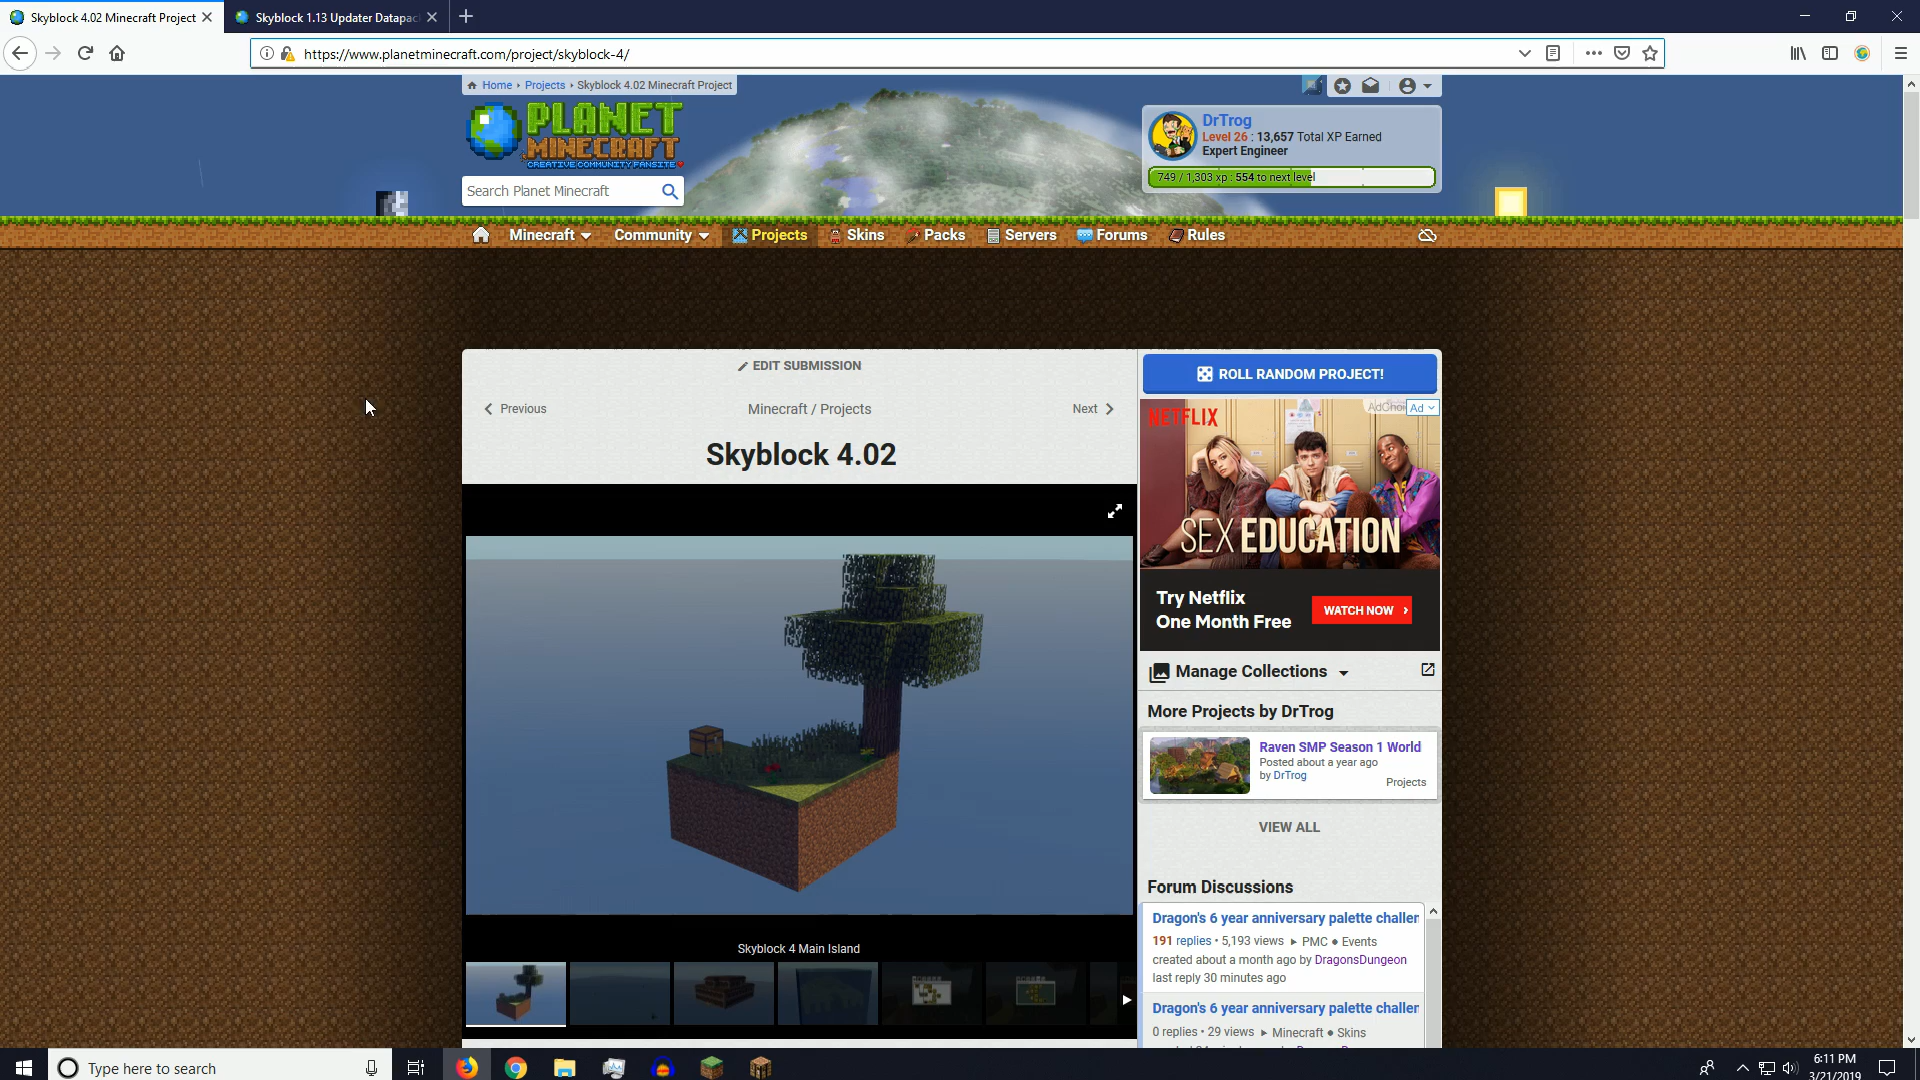 Skyblock 4.02 Minecraft Project
Skyblock 1.13 Updater Datapac
https://www.planetminecraft.com/project/skyblock-4/
Home › Projects › Skyblock 4.02 Minecraft Project
PLANET
MINECRAFT
CREATIVE COMMUNITY FANSITE
Search Planet Minecraft
DrTrog
Level 26 : 13,657 Total XP Earned
Expert Engineer
749 / 1,303 xp : 554 to next level
Minecraft
Community
Projects
Skins
Packs
Servers
Forums
Rules
EDIT SUBMISSION
Previous
Minecraft / Projects
Next
Skyblock 4.02
Skyblock 4 Main Island
ROLL RANDOM PROJECT!
NETFLIX
Ad
SEX EDUCATION
Try Netflix
One Month Free
WATCH NOW
Manage Collections
More Projects by DrTrog
Raven SMP Season 1 World
Posted about a year ago
by DrTrog
Projects
VIEW ALL
Forum Discussions
Dragon's 6 year anniversary palette challen
191 replies • 5,193 views ▸ PMC • Events
created about a month ago by DragonsDungeon
last reply 30 minutes ago
Dragon's 6 year anniversary palette challen
0 replies • 29 views ▸ Minecraft • Skins
Type here to search
6:11 PM
3/21/2019